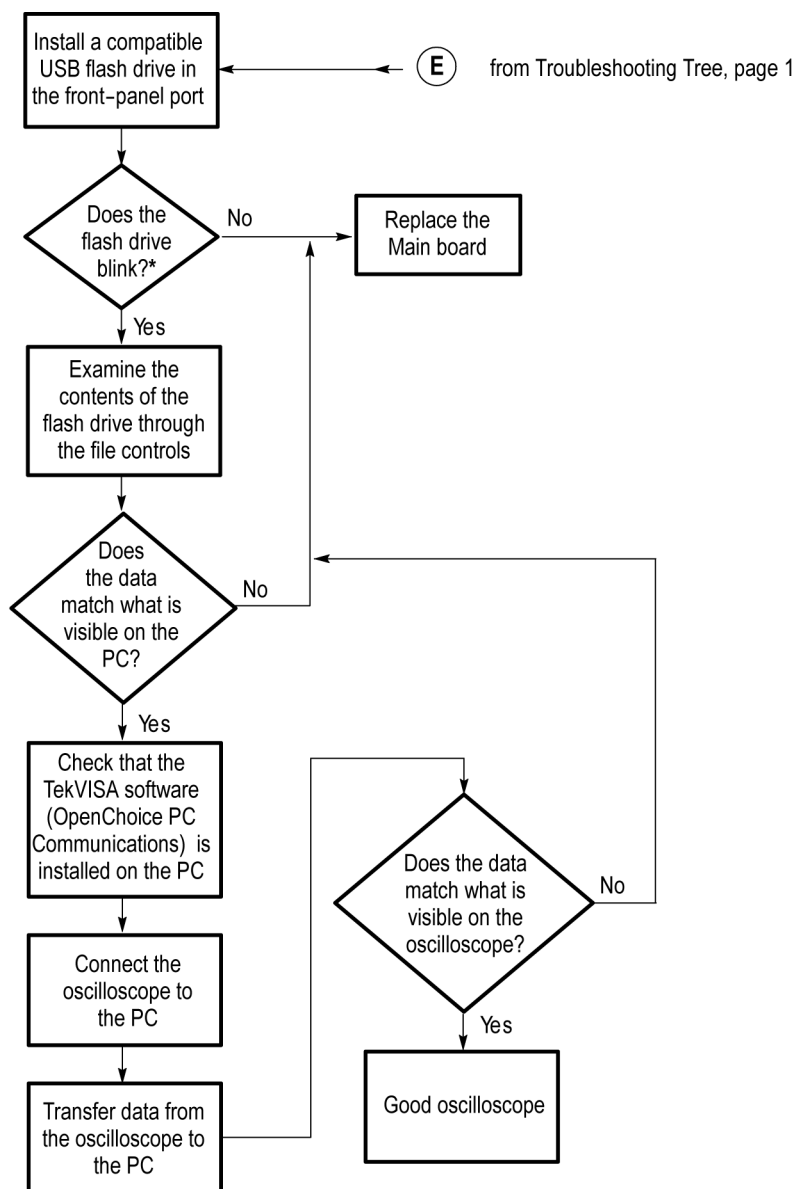 Install a compatible
USB flash drive in
the front-panel port
E
from Troubleshooting Tree, page 1
Does the
flash drive
blink?*
No
Replace the
Main board
Yes
Examine the
contents of the
flash drive through
the file controls
Does
the data
match what is
visible on the
PC?
No
Yes
Check that the
TekVISA software
(OpenChoice PC
Communications) is
installed on the PC
Does the data
match what is
visible on the
oscilloscope?
No
Connect the
oscilloscope to
the PC
Yes
Transfer data from
the oscilloscope to
the PC
Good oscilloscope